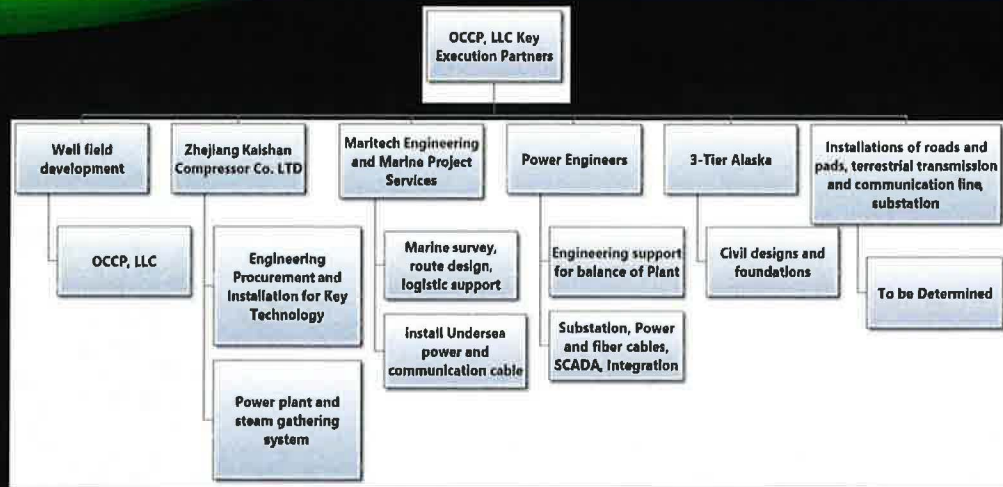 OCCP, LLC Key
Execution Partners
Well field
development
OCCP, LLC
Zhejiang Kaishan
Compressor Co. LTD
Engineering
Procurement and
Installation for Key
Technology
Power plant and
steam gathering
system
Maritech Engineering
and Marine Project
Services
Marine survey,
route design,
logistic support
install Undersea
power and
communication cable
Power Engineers
Engineering support
for balance of Plant
Substation, Power
and fiber cables,
SCADA, Integration
3-Tier Alaska
Civil designs and
foundations
Installations of roads and
pads, terrestrial transmission
and communication line,
substation
To be Determined